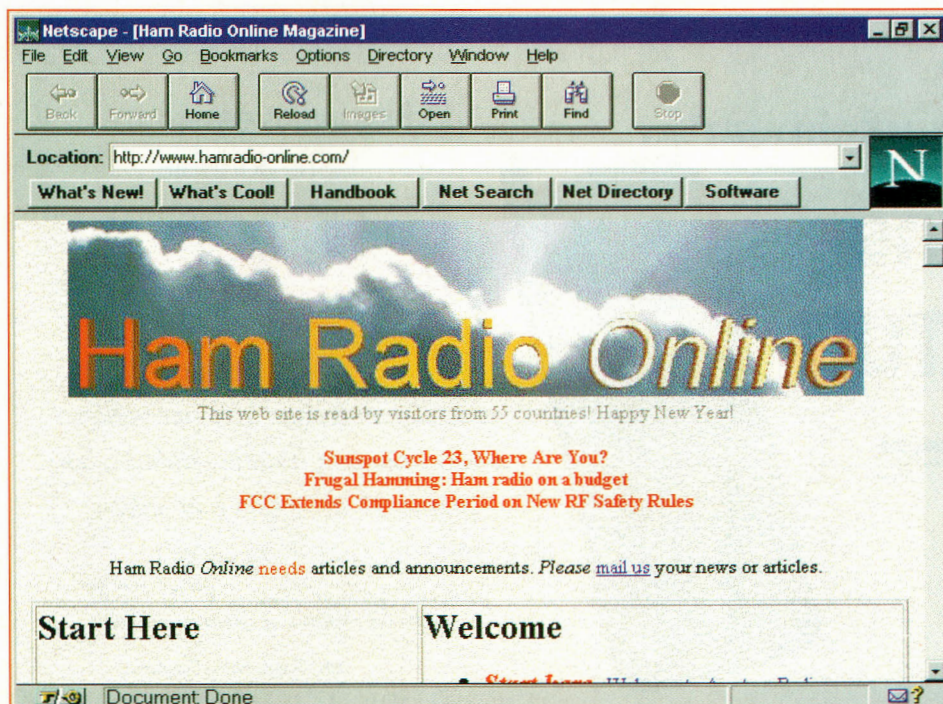 Netscape - [Ham Radio Online Magazine]
File Edit View Go Bookmarks Options Directory Window Help
Back Forward Home Reload Images Open Print Find Stop
Location: http://www.hamradio-online.com/
N
What's New! What's Cool! Handbook Net Search Net Directory Software
Ham Radio Online
This web site is read by visitors from 55 countries! Happy New Year!
Sunspot Cycle 23, Where Are You?
Frugal Hamming: Ham radio on a budget
FCC Extends Compliance Period on New RF Safety Rules
Ham Radio Online needs articles and announcements. Please mail us your news or articles.
Start Here Welcome
Start here
Document: Done
?